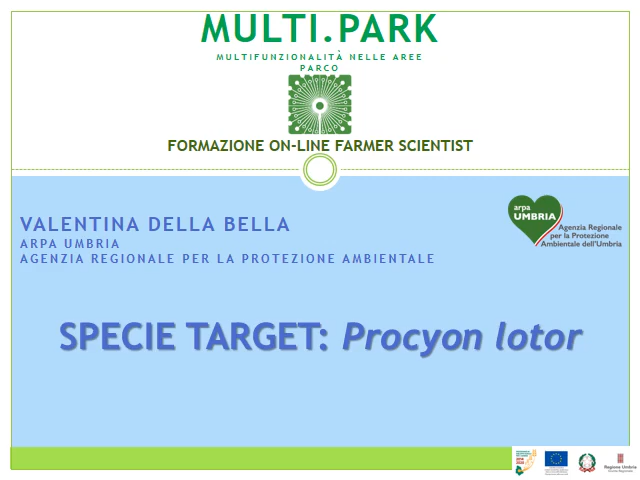 MULTI.PARK
MULTIFUNZIONALITÀ NELLE AREE
PARCO
FORMAZIONE ON-LINE FARMER SCIENTIST
VALENTINA DELLA BELLA
ARPA UMBRIA
AGENZIA REGIONALE PER LA PROTEZIONE AMBIENTALE
arpa
UMBRIA
Agenzia Regionale
per la Protezione
Ambientale dell'Umbria
SPECIE TARGET: Procyon lotor
Regione Umbria